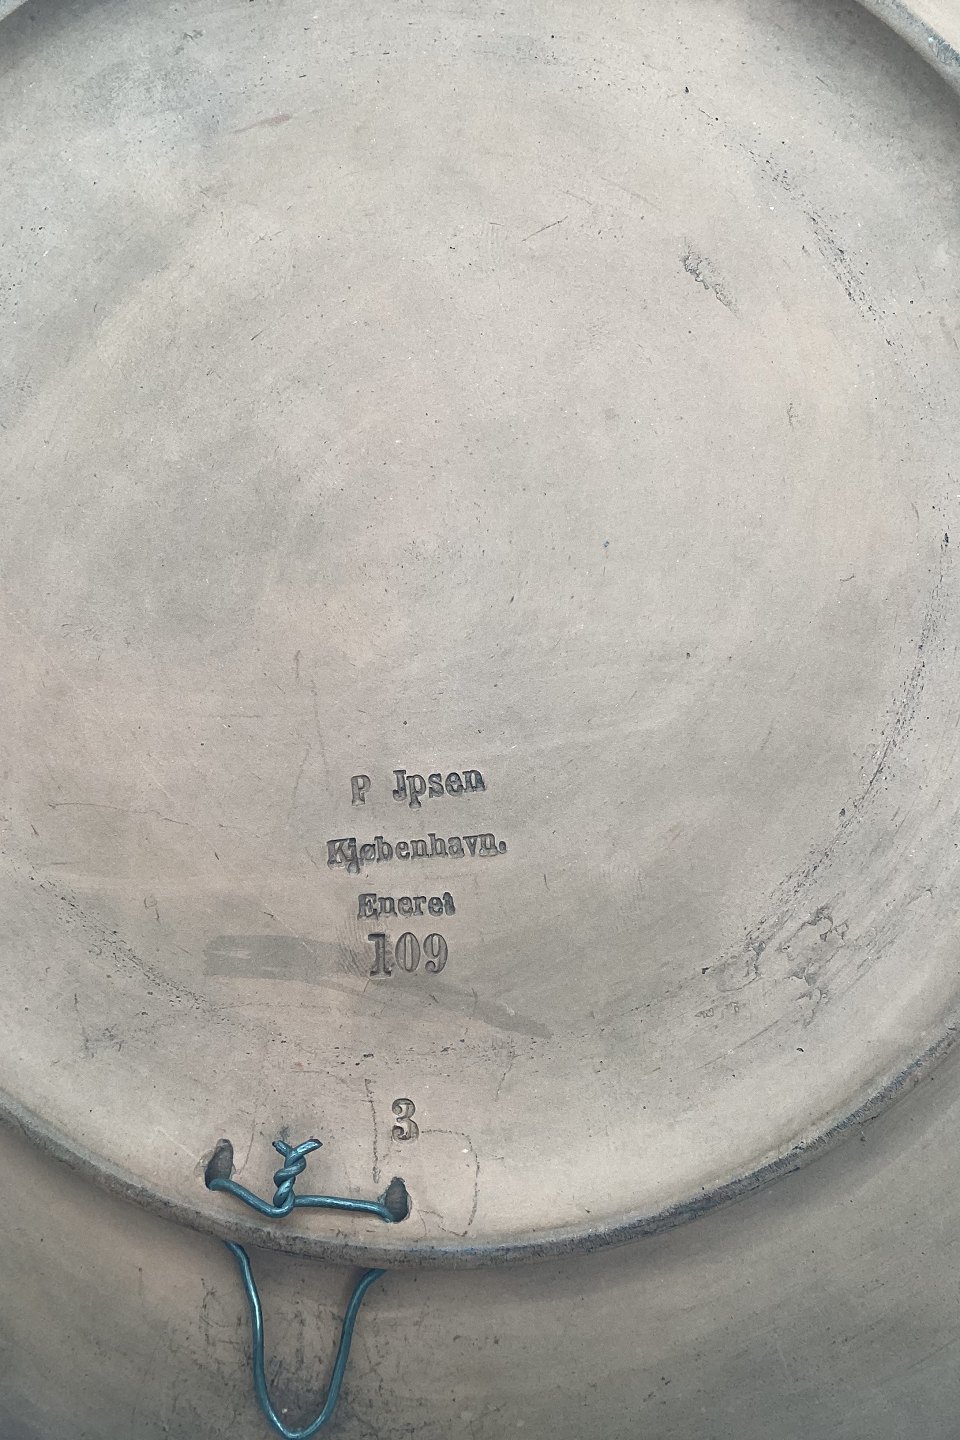 P Jpsen
Kjøbenhavn.
Eneret
109
3